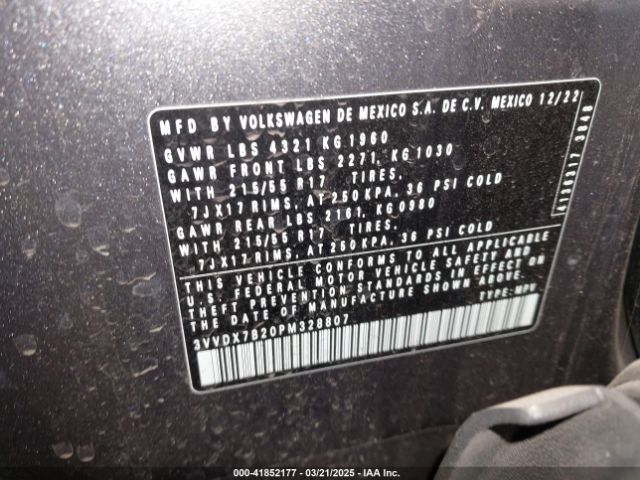 MFD BY VOLKSWAGEN DE MEXICO S.A. DE C.V. MEXICO 12/22
GVWR LBS 4321 KG1960
GAWR FRONT LBS 2271, KG1030
WITH 215/55 R17 TIRES,
7JX17 RIMS, AT 250 KPA, 36 PSI COLD
GAWR REAR LBS 2161, KG0980
WITH 215/55 R17 TIRES,
7JX17 RIMS, AT 250 KPA, 36 PSI COLD
THIS VEHICLE CONFORMS TO ALL APPLICABLE
U.S. FEDERAL MOTOR VEHICLE SAFETY AND
THEFT PREVENTION STANDARDS IN EFFECT ON
THE DATE OF MANUFACTURE SHOWN ABOVE.
3VVDX7B20PM328807 TYPE: MPV
000-41852177 • 03/21/2025 • IAA Inc.